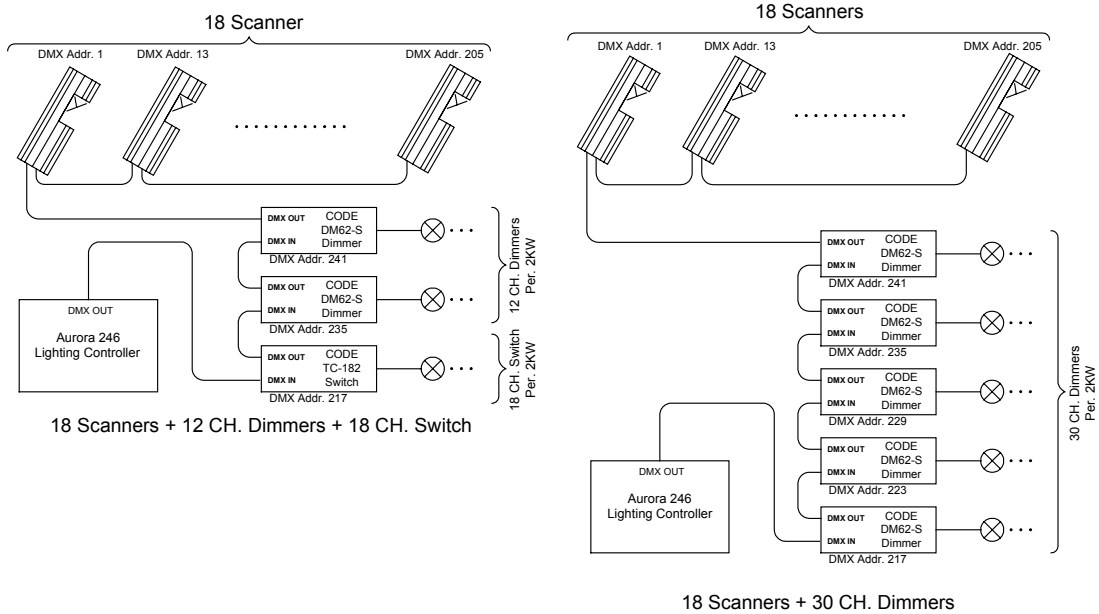 18 Scanner
DMX Addr. 1
DMX Addr. 13
DMX Addr. 205
DMX OUT
CODE
DM62-S
Dimmer
DMX IN
DMX Addr. 241
CODE
DM62-S
Dimmer
DMX Addr. 235
DMX OUT
CODE
TC-182
Switch
DMX IN
DMX Addr. 217
12 CH. Dimmers
Per. 2KW
18 CH. Switch
Per. 2KW
DMX OUT
Aurora 246
Lighting Controller
18 Scanners + 12 CH. Dimmers + 18 CH. Switch
18 Scanners
DMX Addr. 1
DMX Addr. 13
DMX Addr. 205
DMX OUT
CODE
DM62-S
Dimmer
DMX IN
DMX Addr. 241
DMX OUT
CODE
DM62-S
Dimmer
DMX IN
DMX Addr. 235
DMX OUT
CODE
DM62-S
Dimmer
DMX IN
DMX Addr. 229
DMX OUT
CODE
DM62-S
Dimmer
DMX IN
DMX Addr. 223
DMX OUT
CODE
DM62-S
Dimmer
DMX IN
DMX Addr. 217
30 CH. Dimmers
Per. 2KW
DMX OUT
Aurora 246
Lighting Controller
18 Scanners + 30 CH. Dimmers